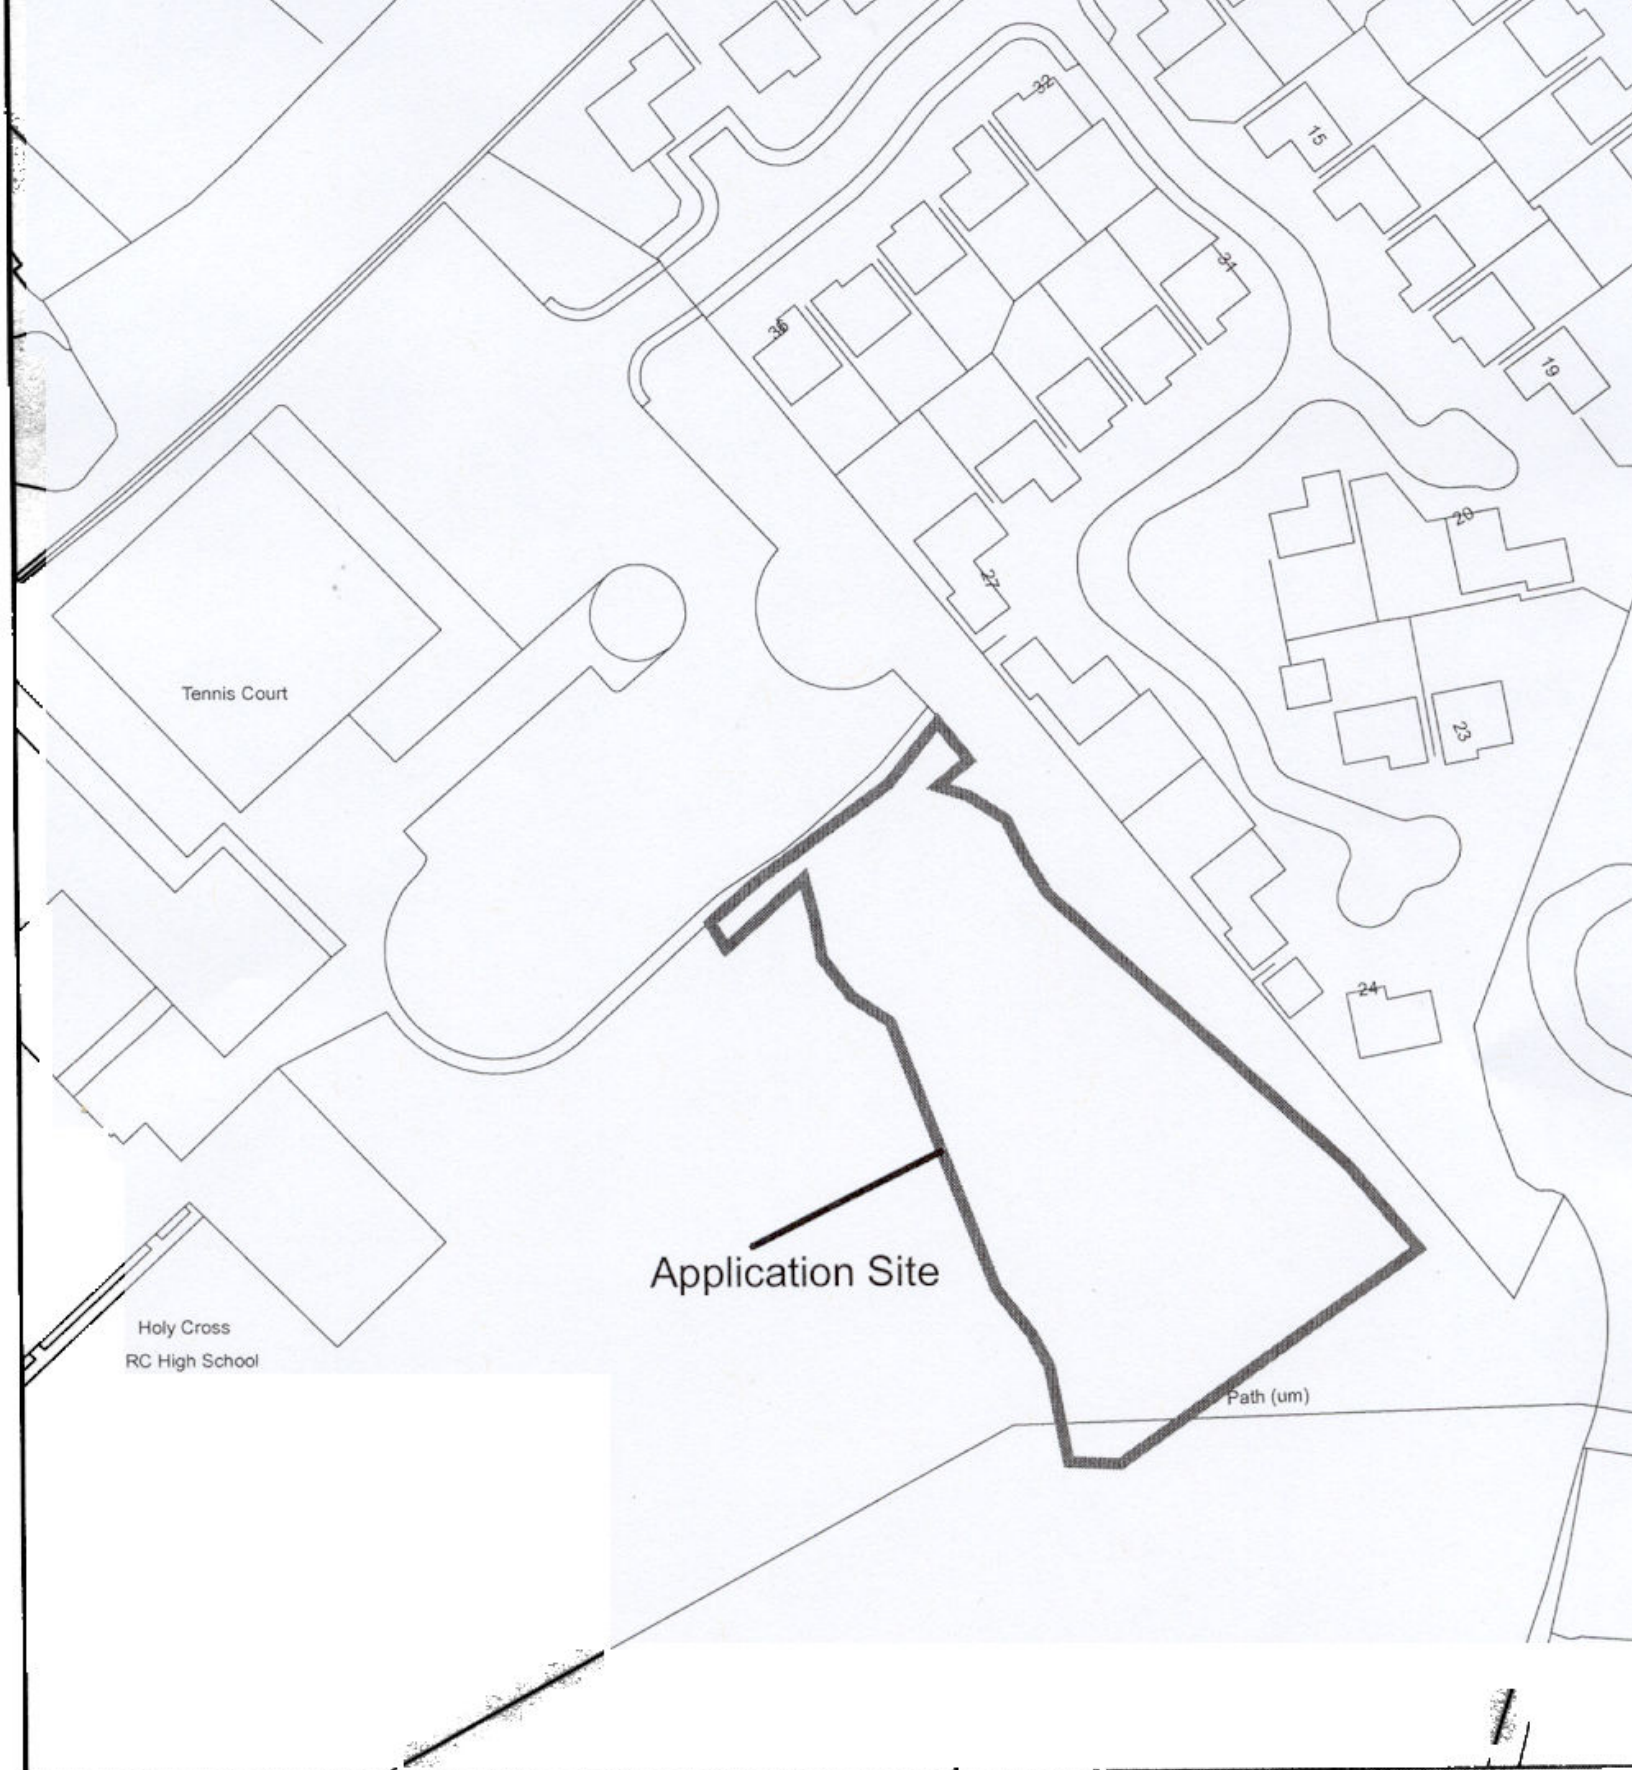 32
15
31
36
19
20
27
Tennis Court
23
24
Application Site
Holy Cross
RC High School
Path (um)